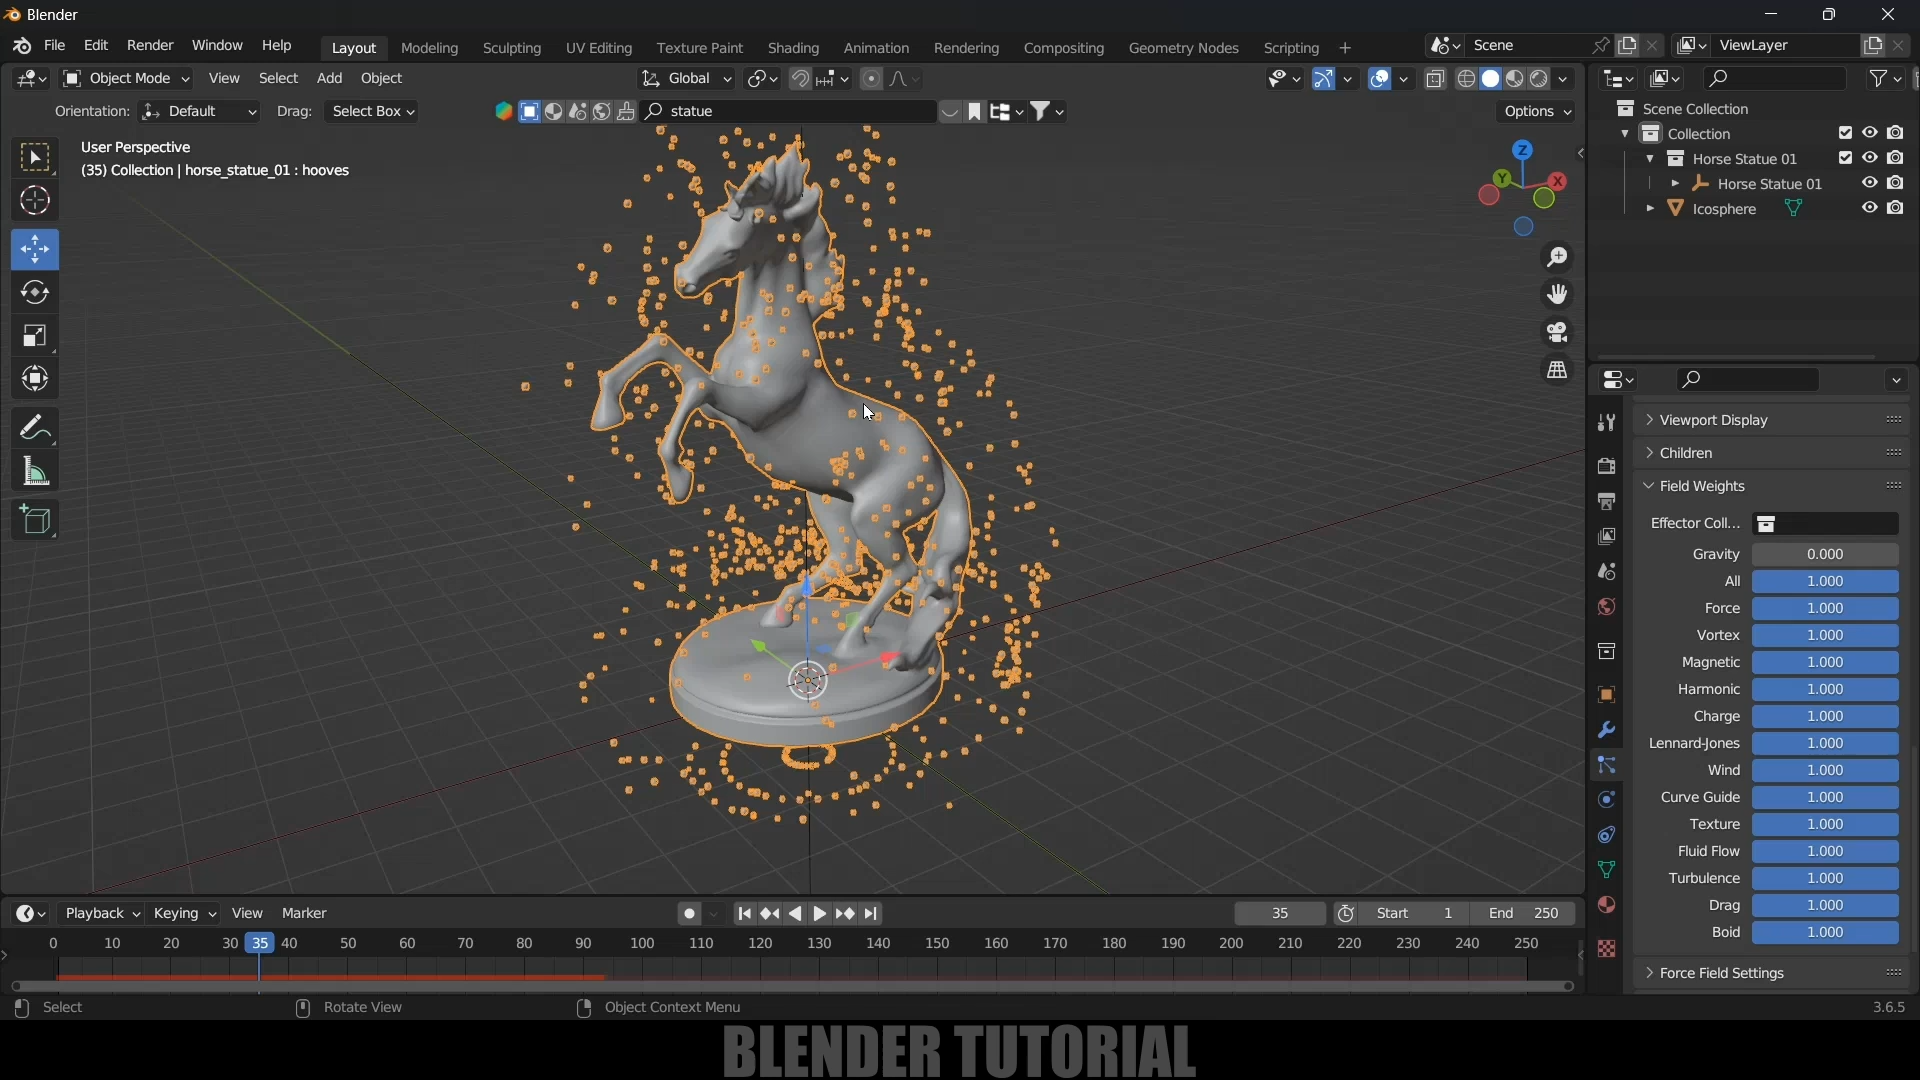 Blender
File Edit Render Window Help Layout Modeling Sculpting UV Editing Texture Paint Shading Animation Rendering Compositing Geometry Nodes Scripting + Scene ViewLayer
Object Mode View Select Add Object Global
Orientation: Default Drag: Select Box statue Options
User Perspective
(35) Collection | horse_statue_01 : hooves
Z
Y
X
Scene Collection
Collection
Horse Statue 01
Horse Statue 01
Icosphere
Viewport Display
Children
Field Weights
Effector Coll...
Gravity 0.000
All 1.000
Force 1.000
Vortex 1.000
Magnetic 1.000
Harmonic 1.000
Charge 1.000
Lennard-Jones 1.000
Wind 1.000
Curve Guide 1.000
Texture 1.000
Fluid Flow 1.000
Turbulence 1.000
Drag 1.000
Boid 1.000
Force Field Settings
Playback Keying View Marker 35 Start 1 End 250
0 10 20 30 35 40 50 60 70 80 90 100 110 120 130 140 150 160 170 180 190 200 210 220 230 240 250
Select Rotate View Object Context Menu 3.6.5
BLENDER TUTORIAL